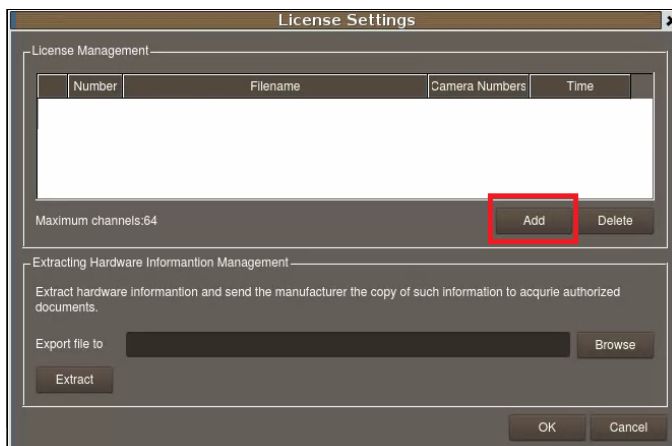 License Settings
License Management
Number Filename Camera Numbers Time
Maximum channels:64
Add Delete
Extracting Hardware Informantion Management
Extract hardware informantion and send the manufacturer the copy of such information to acqurie authorized
documents.
Export file to
Browse
Extract
OK Cancel